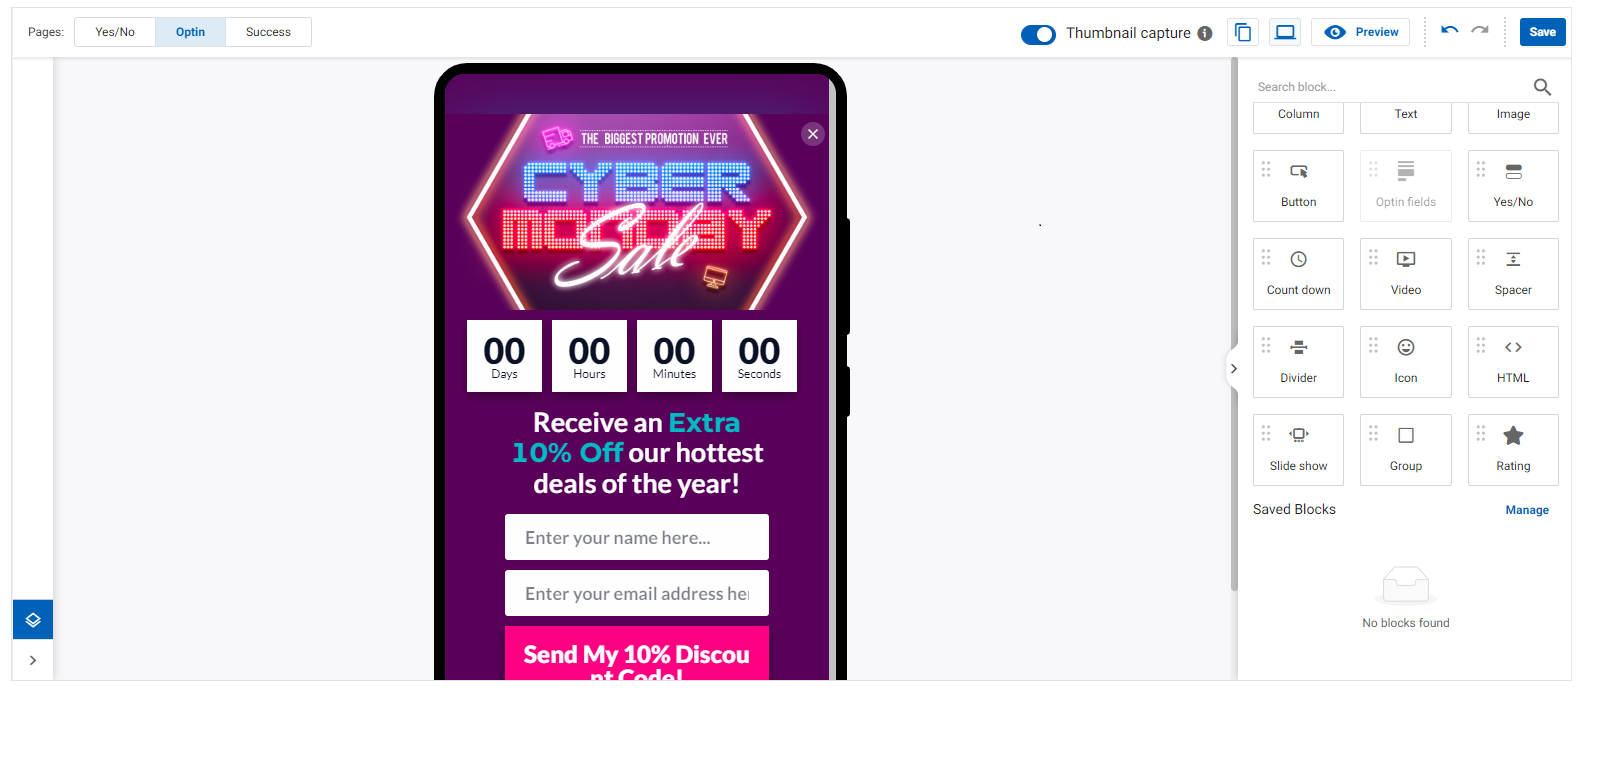 Pages:
Yes/No
Optin
Success
Thumbnail capture
Preview
Save
THE BIGGEST PROMOTION EVER
CYBER
MONDAY
Sale
00
Days
00
Hours
00
Minutes
00
Seconds
Receive an Extra
10% Off our hottest
deals of the year!
Enter your name here...
Enter your email address her
Send My 10% Discou
nt Code!
Search block...
Column
Text
Image
Button
Optin fields
Yes/No
Count down
Video
Spacer
Divider
Icon
HTML
Slide show
Group
Rating
Saved Blocks
Manage
No blocks found